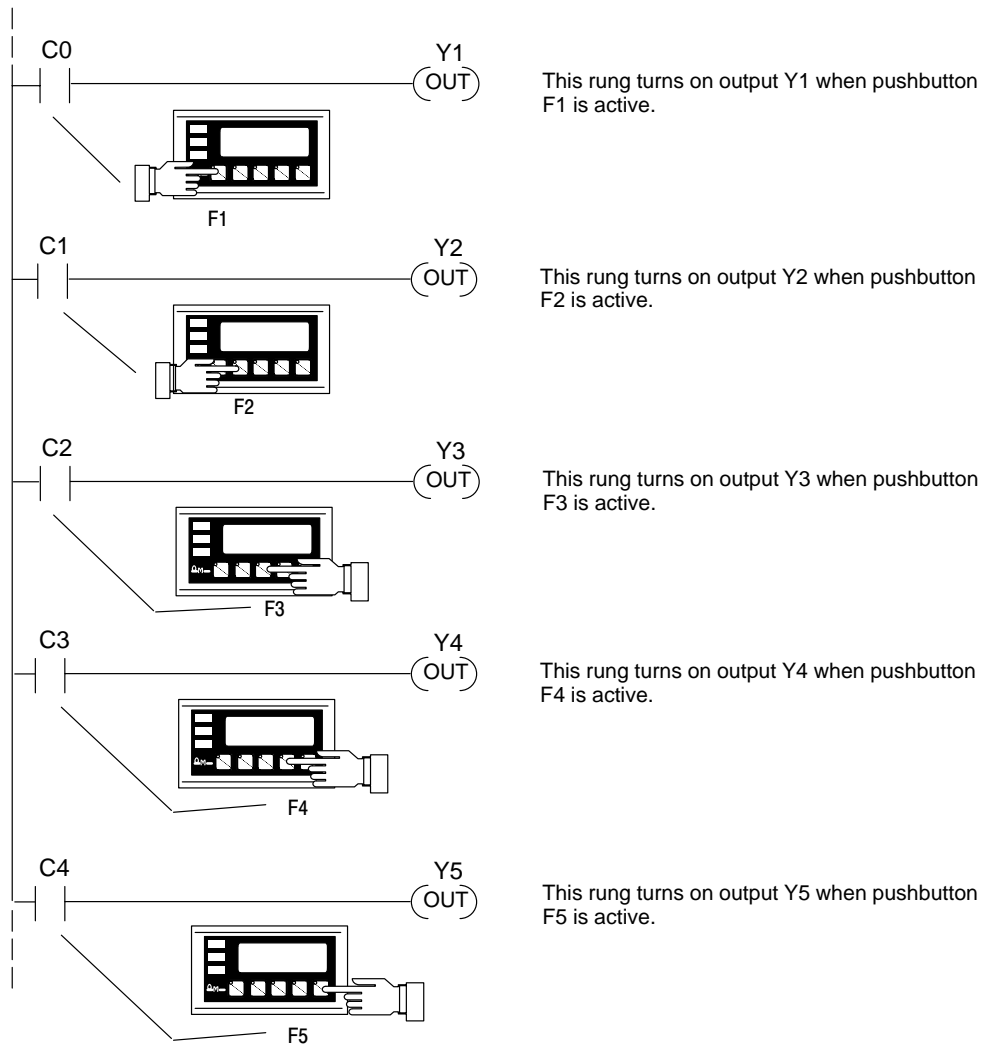 C0
Y1
OUT
This rung turns on output Y1 when pushbutton
F1 is active.
F1
C1
Y2
OUT
This rung turns on output Y2 when pushbutton
F2 is active.
F2
C2
Y3
OUT
This rung turns on output Y3 when pushbutton
F3 is active.
F3
C3
Y4
OUT
This rung turns on output Y4 when pushbutton
F4 is active.
F4
C4
Y5
OUT
This rung turns on output Y5 when pushbutton
F5 is active.
F5